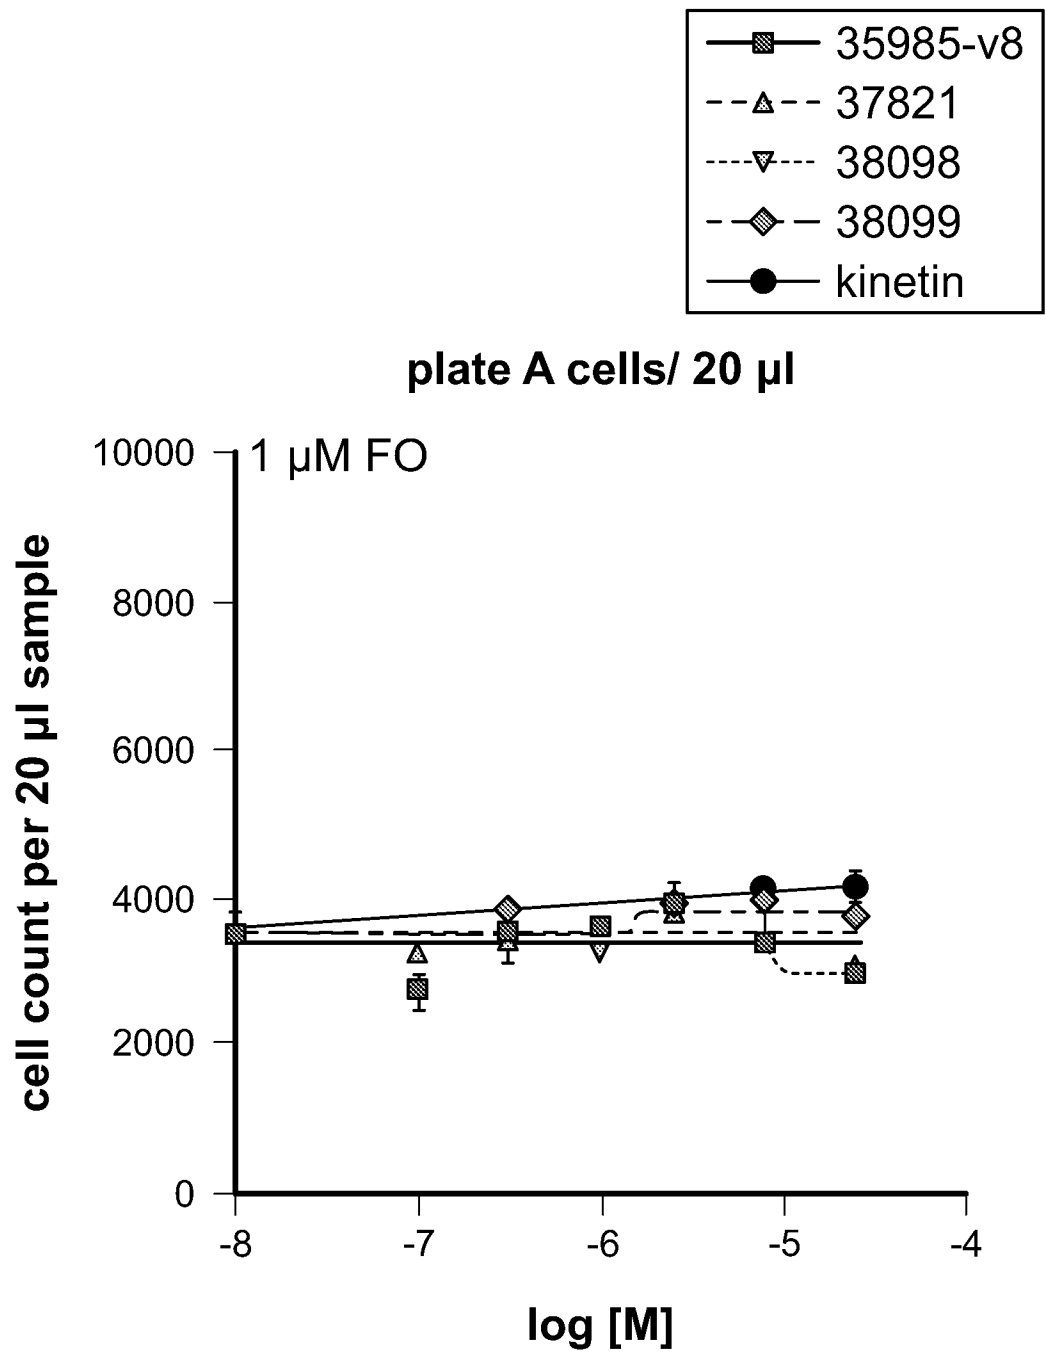 35985-v8
37821
38098
38099
kinetin
plate A cells/ 20 µl
1 µM FO
10000
8000
6000
4000
2000
0
cell count per 20 µl sample
-8 -7 -6 -5 -4
log [M]